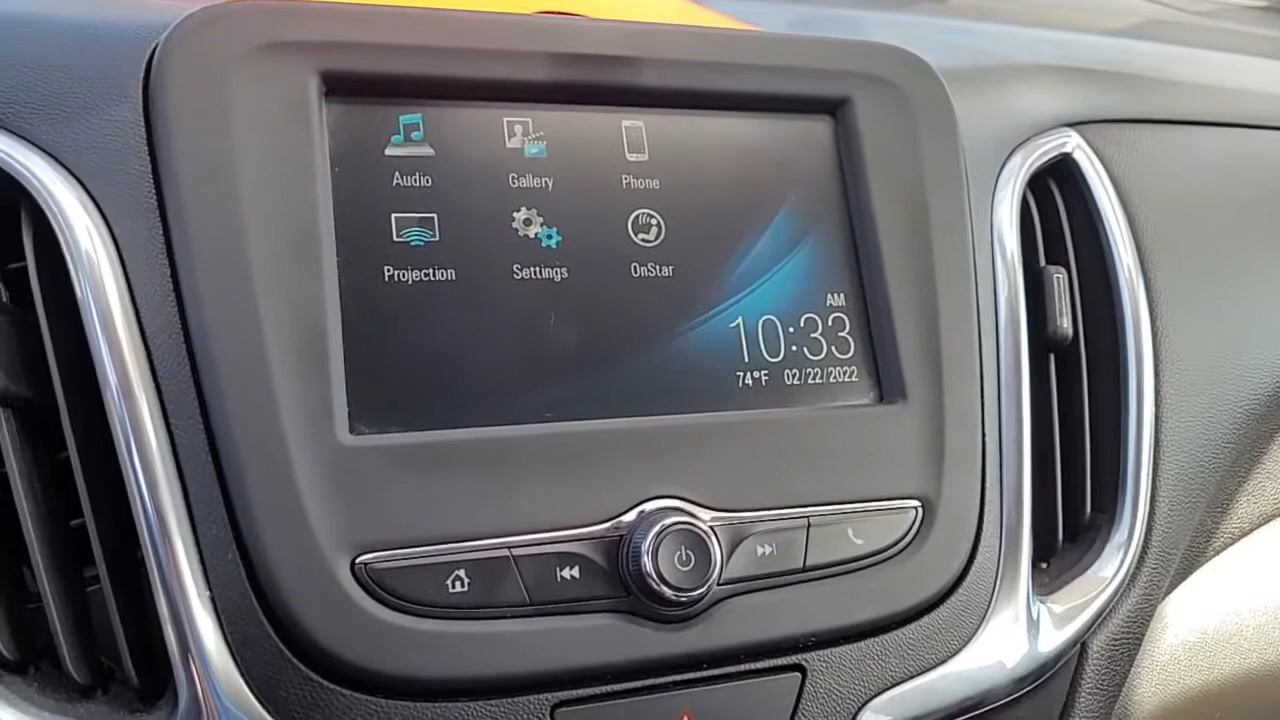 Audio Gallery Phone
Projection Settings OnStar
AM
10:33
74°F 02/22/2022